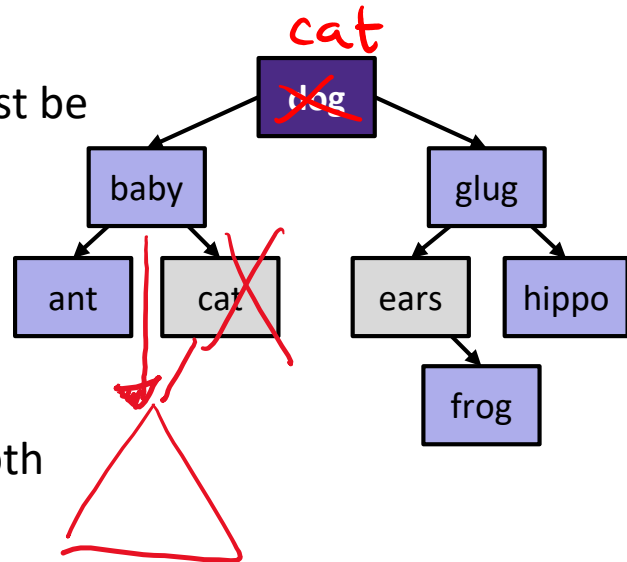 cat
dog
st be
baby
glug
ant
cat
ears
hippo
frog
oth